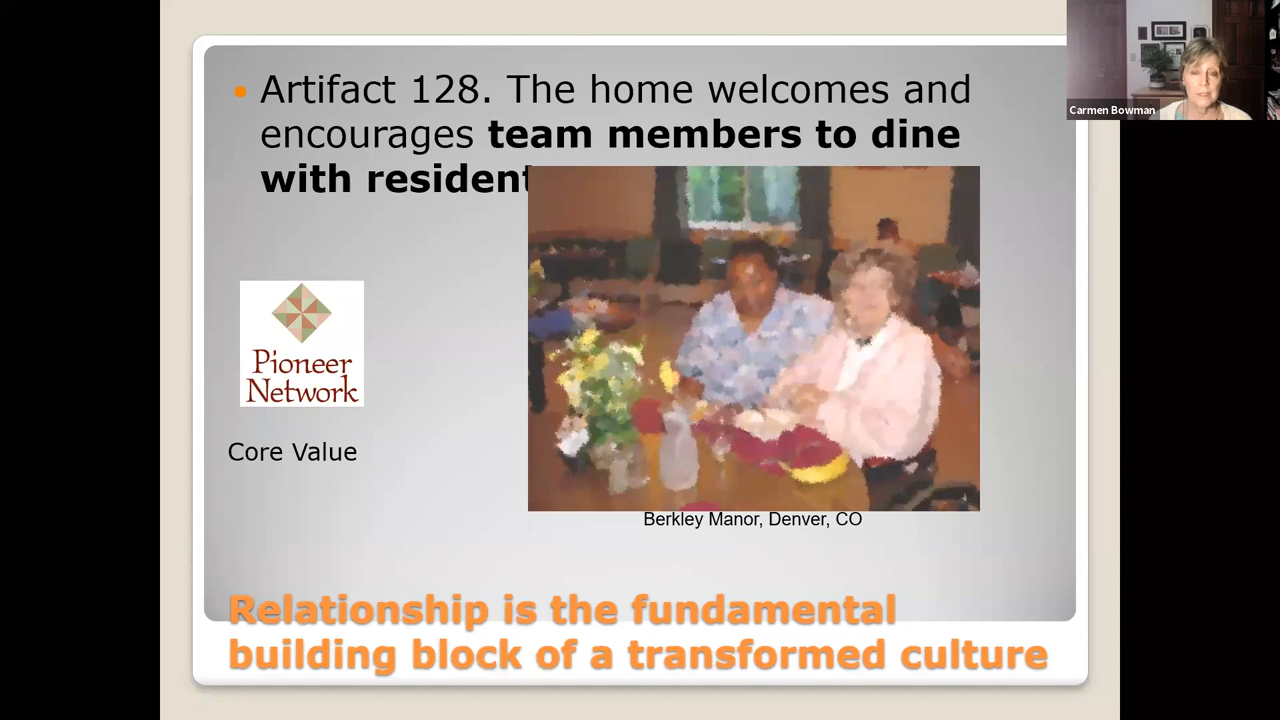 Artifact 128. The home welcomes and
encourages team members to dine
with resident
Carmen Bowman
Pioneer
Network
Core Value
Berkley Manor, Denver, CO
Relationship is the fundamental
building block of a transformed culture